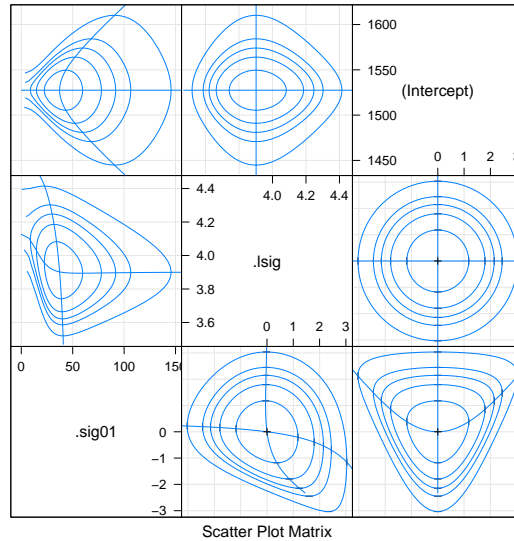 1600
1550
(Intercept)
1500
1450
4.0 4.2 4.4
0 1 2 3
4.4
4.2
4.0
.lsig
3.8
3.6
0 50 100 150
0 1 2 3
.sig01
0
−1
−2
−3
Scatter Plot Matrix